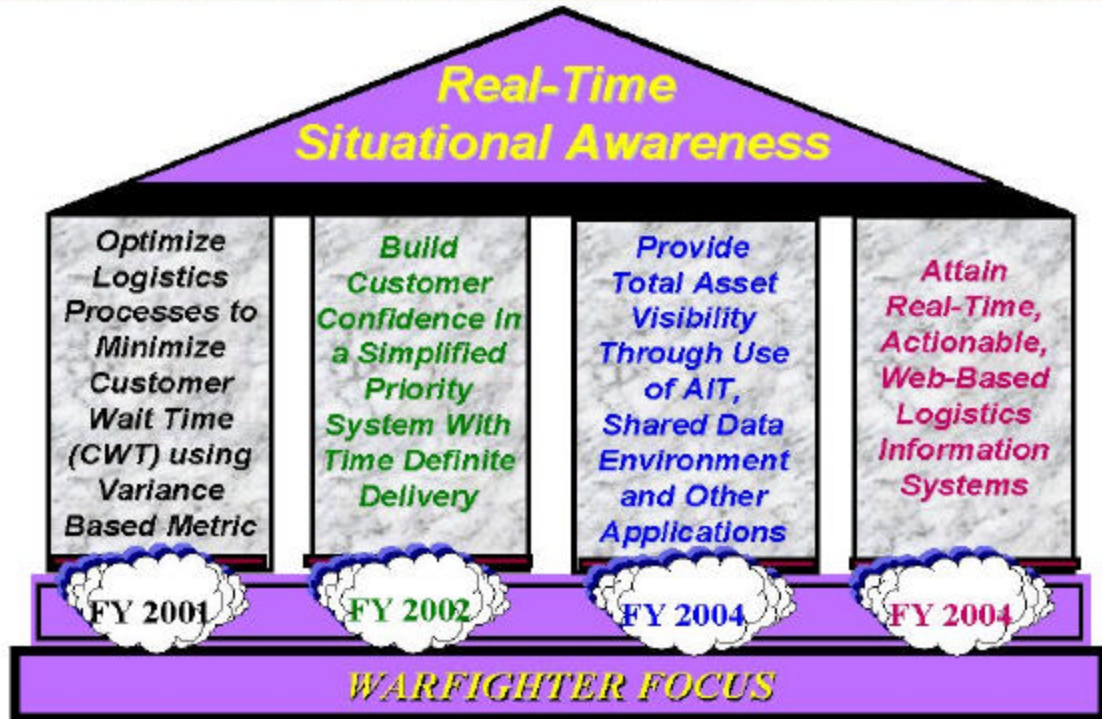 Real-Time
Situational Awareness
Optimize
Logistics
Processes to
Minimize
Customer
Wait Time
(CWT) using
Variance
Based Metric
Build
Customer
Confidence In
a Simplified
Priority
System With
Time Definite
Delivery
Provide
Total Asset
Visibility
Through Use
of AIT,
Shared Data
Environment
and Other
Applications
Attain
Real-Time,
Actionable,
Web-Based
Logistics
Information
Systems
FY 2001
FY 2002
FY 2004
FY 2004
WARFIGHTER FOCUS